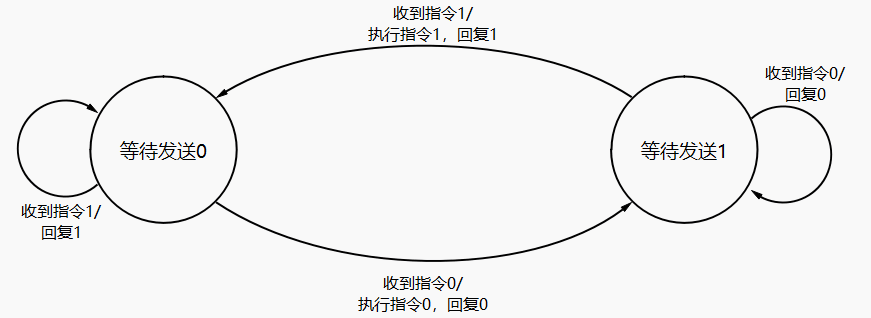 收到指令1/
执行指令1，回复1
收到指令0/
回复0
等待发送0
等待发送1
收到指令1/
回复1
收到指令0/
执行指令0，回复0